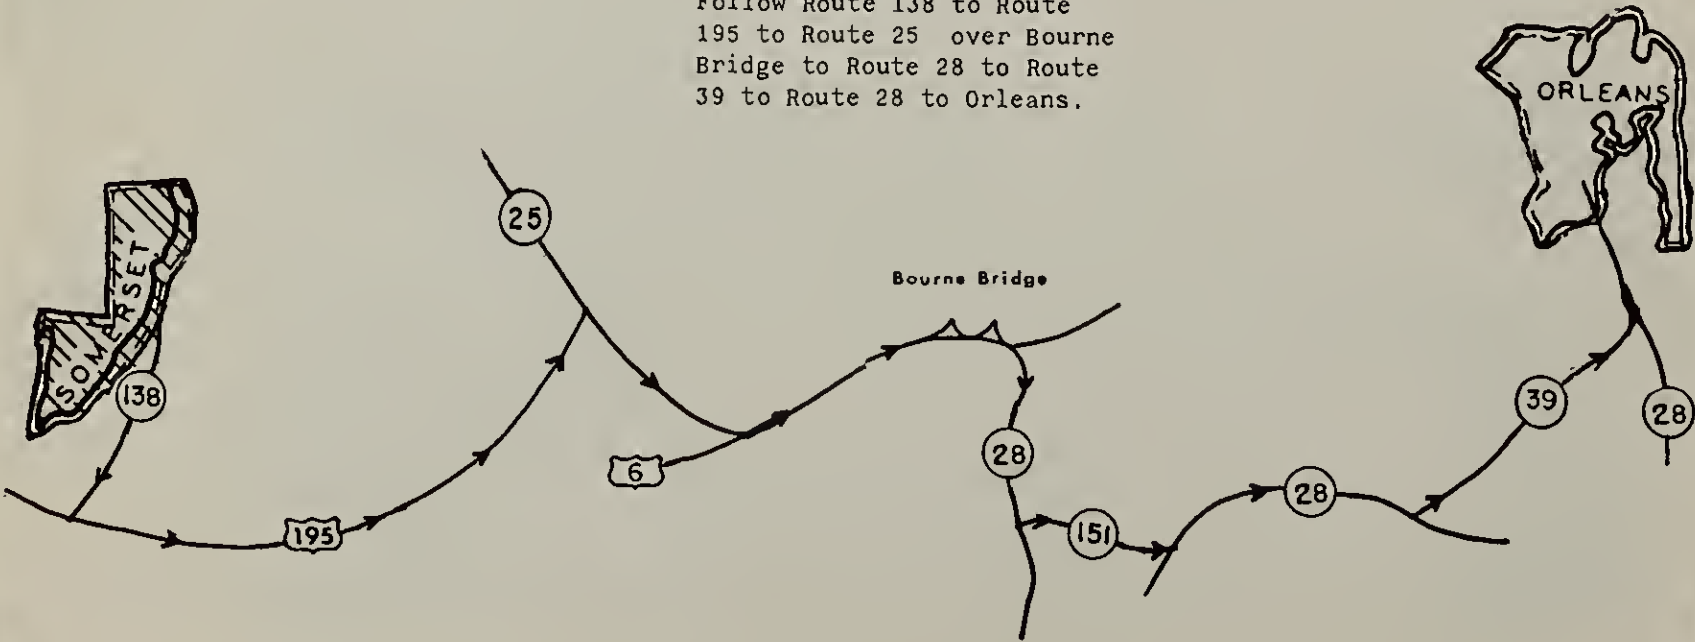 Follow Route 138 to Route
195 to Route 25 over Bourne
Bridge to Route 28 to Route
39 to Route 28 to Orleans.
ORLEANS
25
Bourne Bridge
SOMERSET
138
39
28
6
28
28
195
151